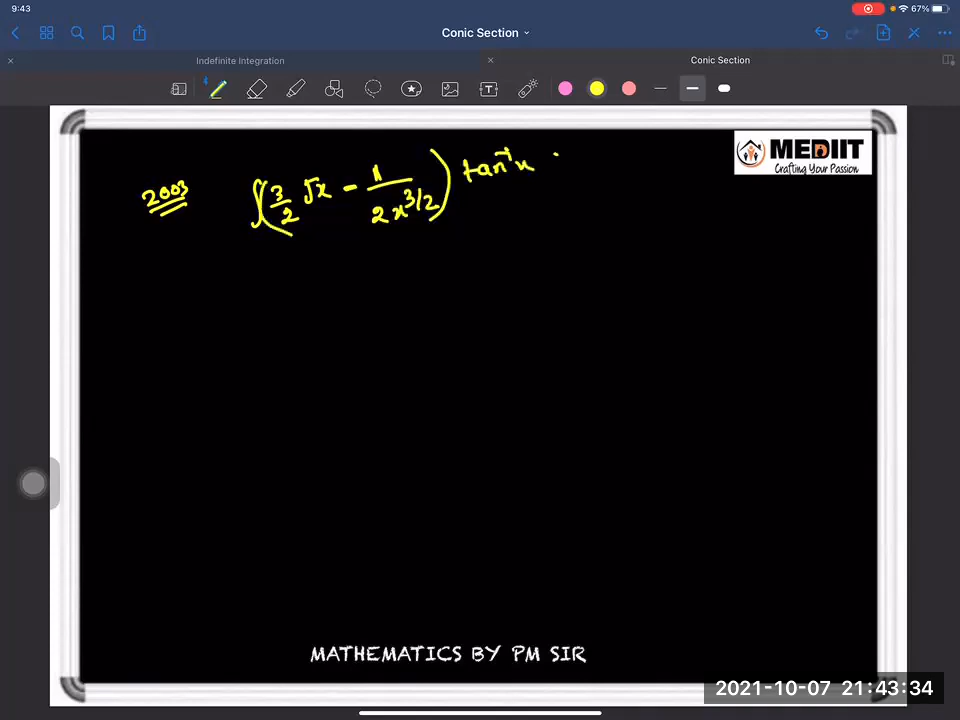 9:43
67%
Conic Section
Indefinite Integration
Conic Section
T
2003 ∫(3/2 √x − 1/2x^3/2) tan⁻¹x
MEDIIT
Crafting Your Passion
MATHEMATICS BY PM SIR
2021-10-07 21:43:34